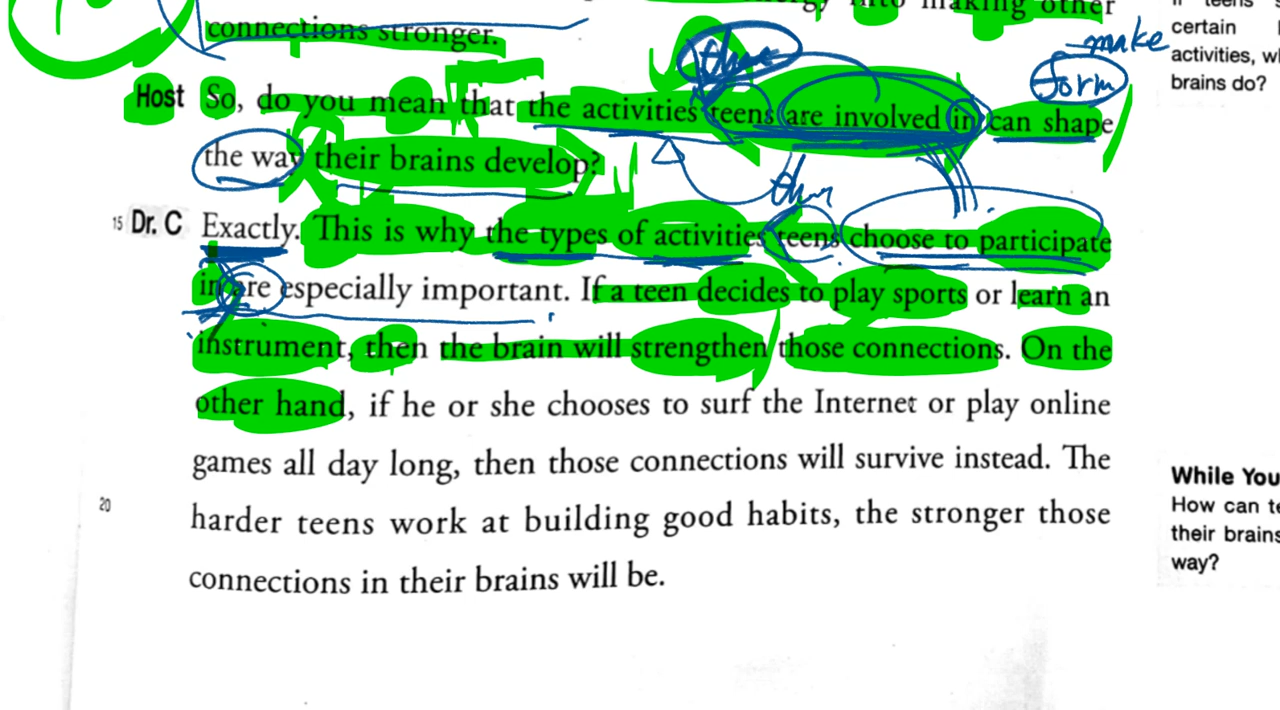 into making other
connections stronger.
Host So, do you mean that the activities teens are involved in can shape
the way their brains develop?
15 Dr. C Exactly. This is why the types of activities teens choose to participate
in are especially important. If a teen decides to play sports or learn an
instrument, then the brain will strengthen those connections. On the
other hand, if he or she chooses to surf the Internet or play online
games all day long, then those connections will survive instead. The
20 harder teens work at building good habits, the stronger those
connections in their brains will be.
make
form
certain
activities, w
brains do?
While You
How can te
their brains
way?